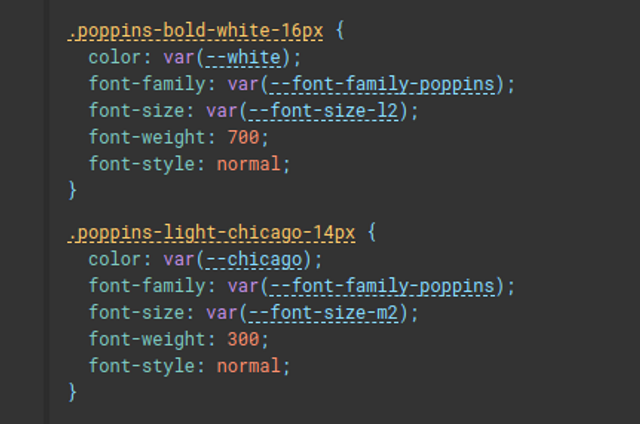 .poppins-bold-white-16px {
color: var(--white);
font-family: var(--font-family-poppins);
font-size: var(--font-size-l2);
font-weight: 700;
font-style: normal;
}
.poppins-light-chicago-14px {
color: var(--chicago);
font-family: var(--font-family-poppins);
font-size: var(--font-size-m2);
font-weight: 300;
font-style: normal;
}